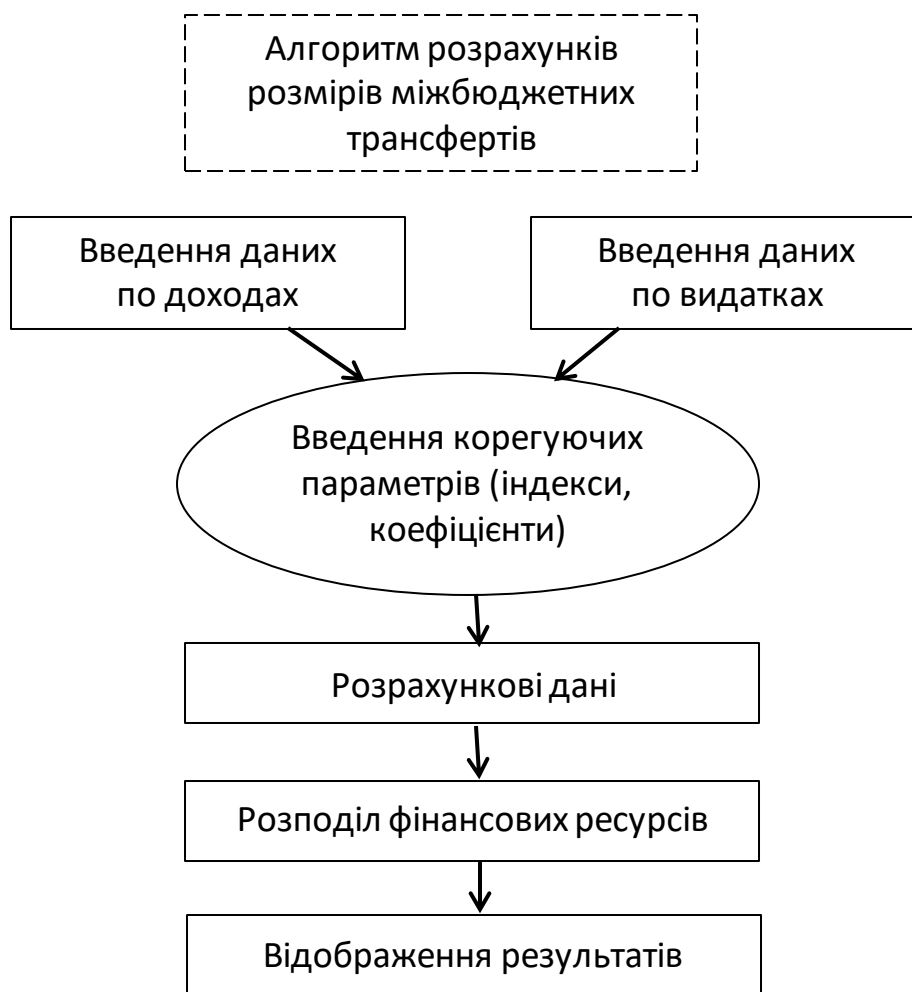 Алгоритм розрахунків
розмірів міжбюджетних
трансфертів
Введення даних
по доходах
Введення даних
по видатках
Введення корегуючих
параметрів (індекси,
коефіцієнти)
Розрахункові дані
Розподіл фінансових ресурсів
Відображення результатів